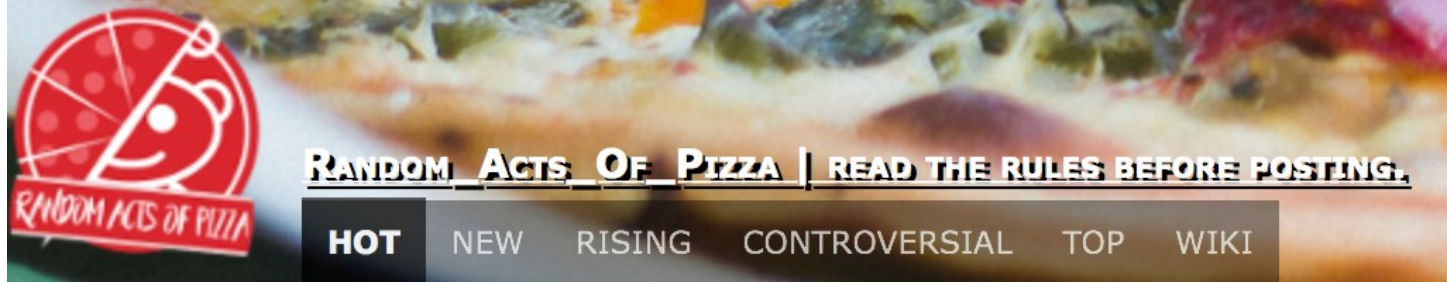 RANDOM ACTS OF PIZZA
RANDOM_ACTS_OF_PIZZA | READ THE RULES BEFORE POSTING.
HOT NEW RISING CONTROVERSIAL TOP WIKI